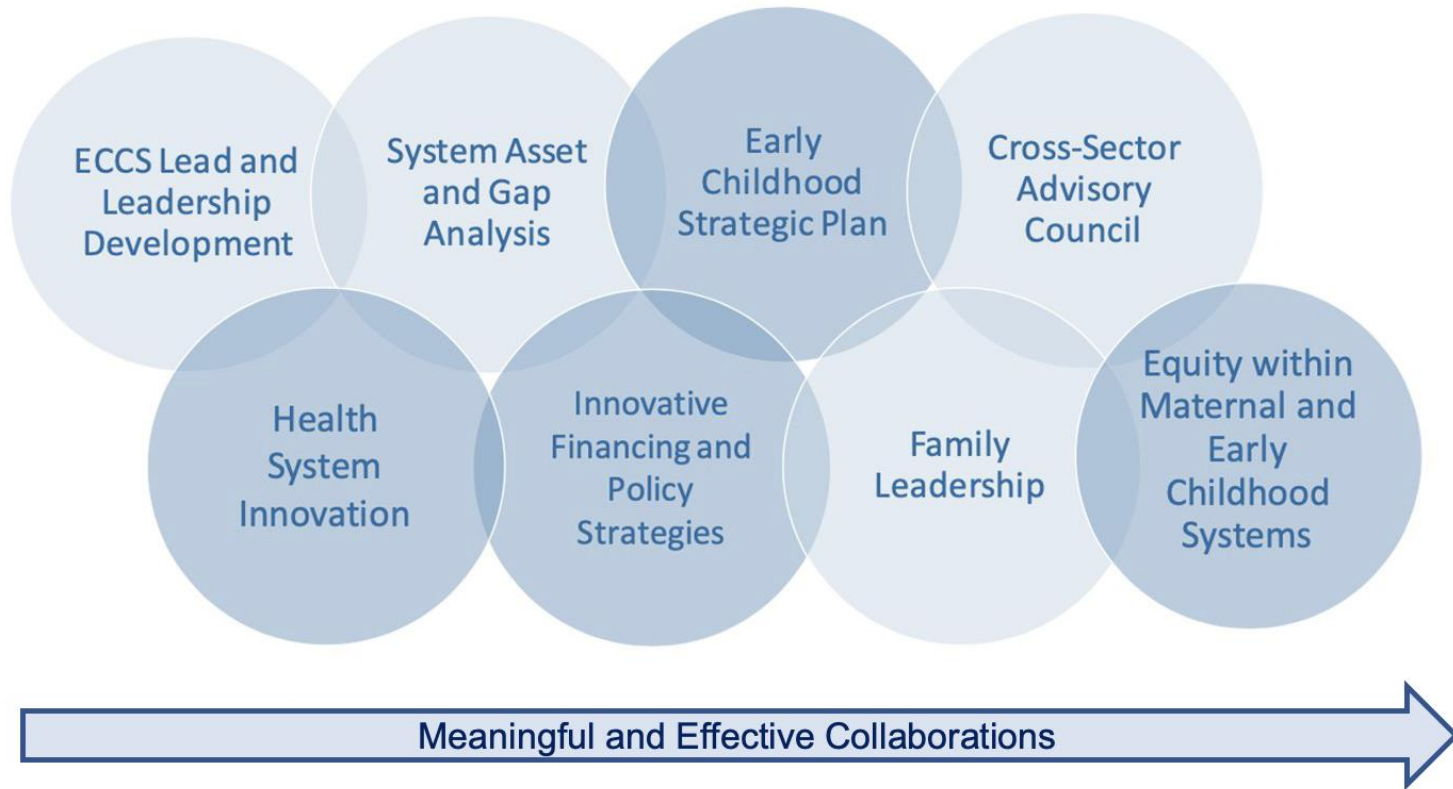 ECCS Lead and
Leadership
Development
System Asset
and Gap
Analysis
Early
Childhood
Strategic Plan
Cross-Sector
Advisory
Council
Health
System
Innovation
Innovative
Financing and
Policy
Strategies
Family
Leadership
Equity within
Maternal and
Early
Childhood
Systems
Meaningful and Effective Collaborations